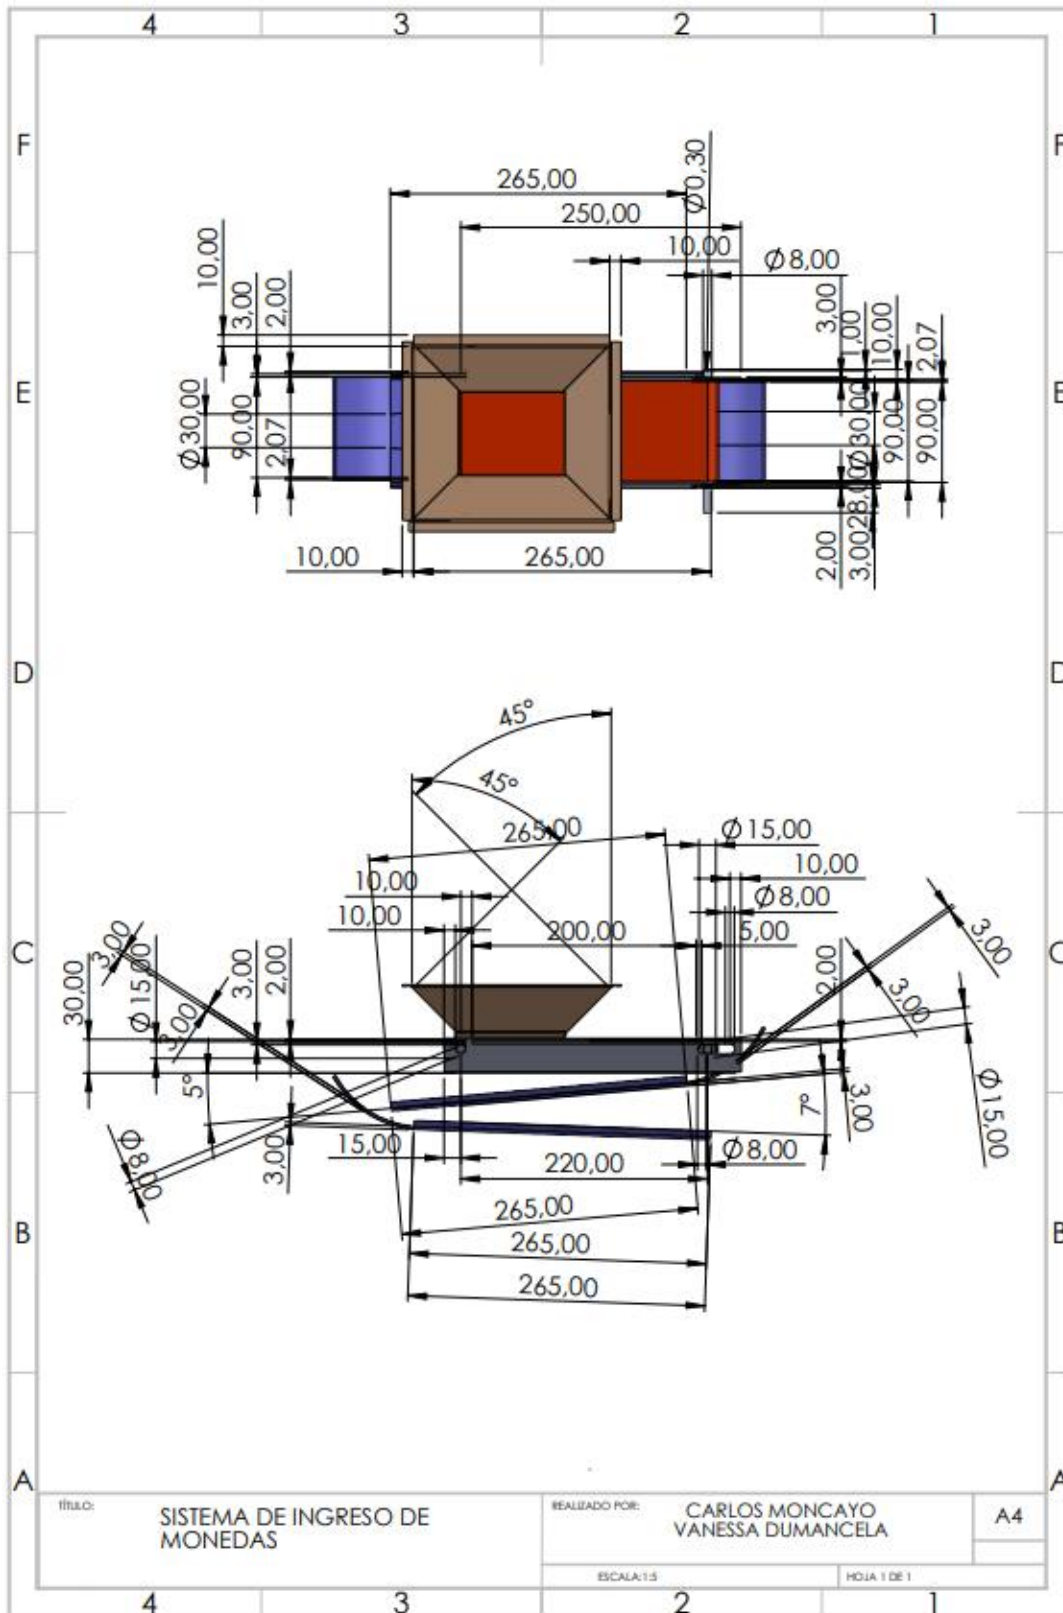 4 3 2 1
F F
265,00
Ø0,30
250,00
10,00
10,00
Ø8,00
3,00
2,00
3,00
1,00
10,00
2,07
E E
Ø30,00
90,00
2,07
Ø30,00
90,00
90,00
28,00
10,00
265,00
2,00
3,00
D D
45°
45°
265,00
Ø15,00
10,00
10,00
Ø8,00
10,00
200,00
5,00
3,00
C C
3,00
30,00
Ø15,00
3,00
3,00
2,00
2,00
3,00
5°
7°
3,00
Ø15,00
Ø8,00
3,00
15,00
220,00
Ø8,00
265,00
B B
265,00
265,00
A A
TÍTULO:
SISTEMA DE INGRESO DE
MONEDAS
REALIZADO POR:
CARLOS MONCAYO
VANESSA DUMANCELA
A4
ESCALA:1:5
HOJA 1 DE 1
4 3 2 1